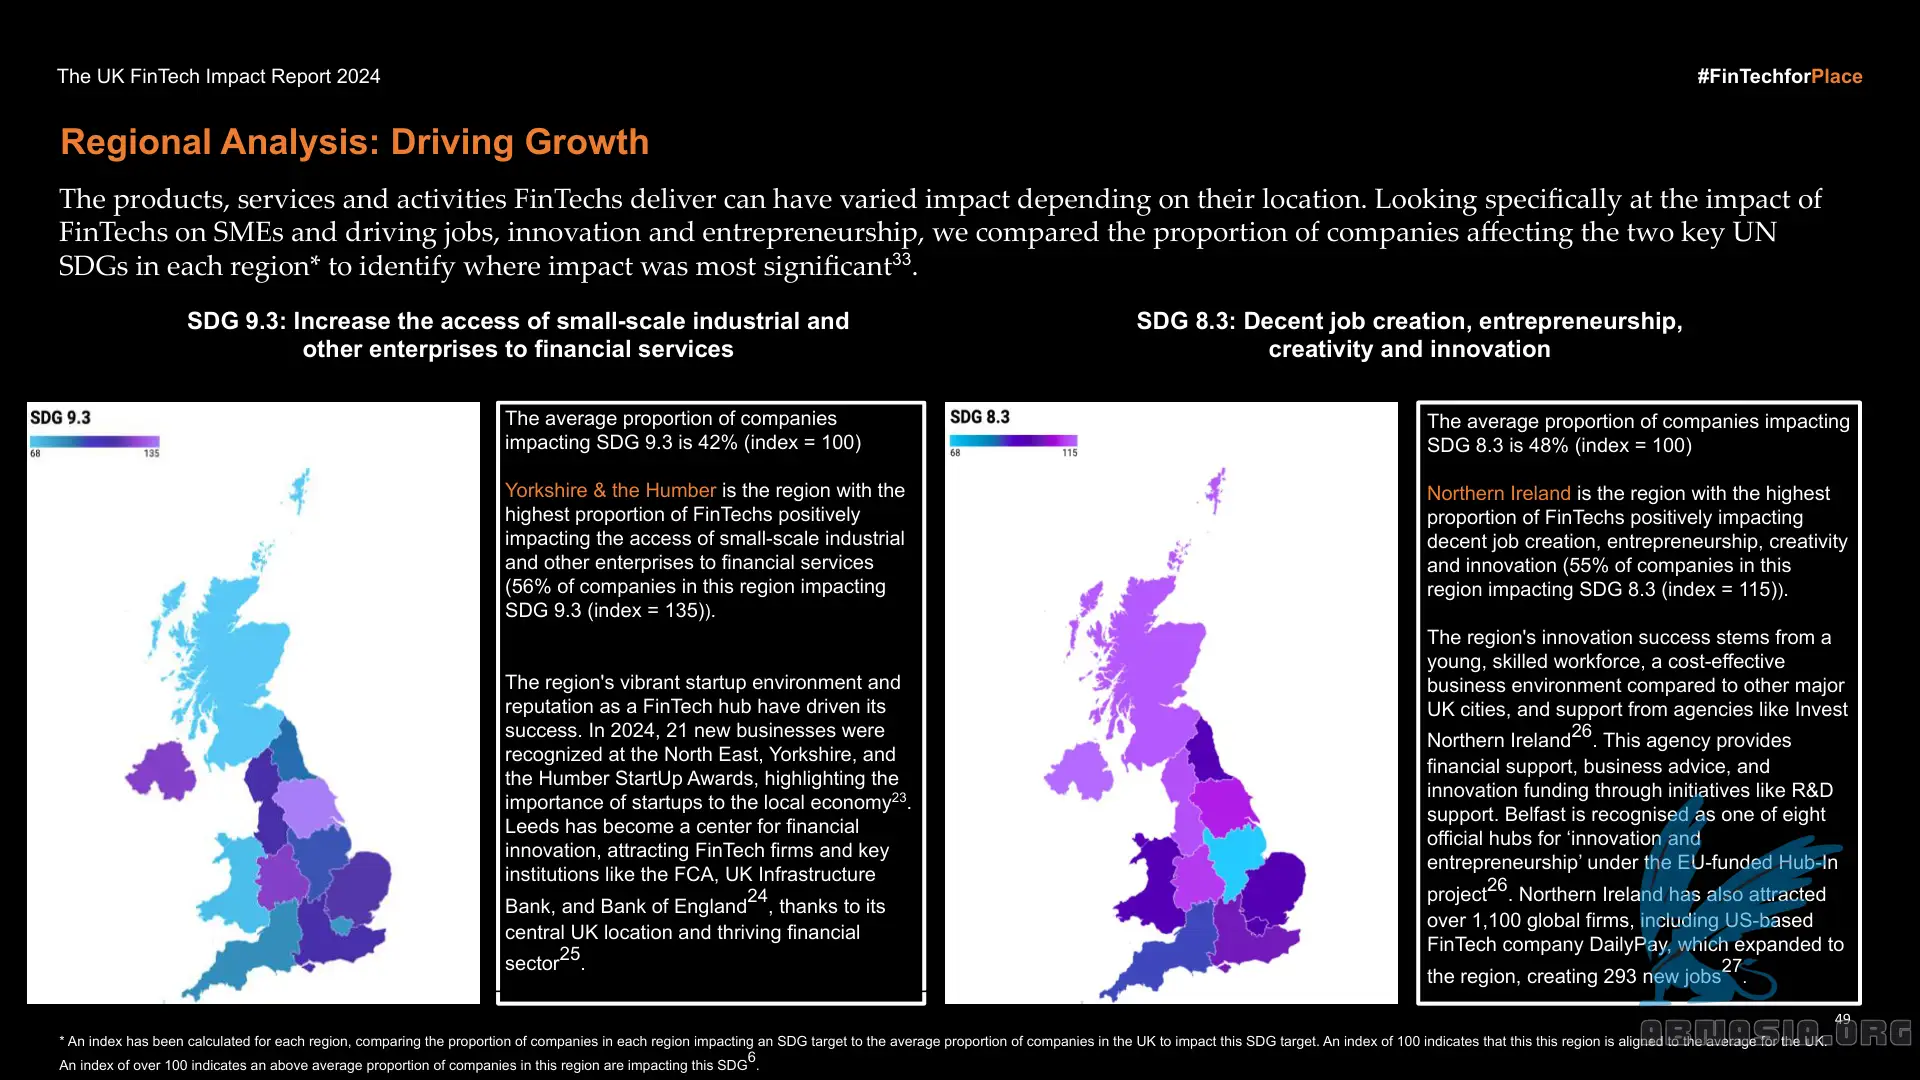 The UK FinTech Impact Report 2024
#FinTechforPlace
Regional Analysis: Driving Growth
The products, services and activities FinTechs deliver can have varied impact depending on their location. Looking specifically at the impact of
FinTechs on SMEs and driving jobs, innovation and entrepreneurship, we compared the proportion of companies affecting the two key UN
SDGs in each region* to identify where impact was most significant33.
SDG 9.3: Increase the access of small-scale industrial and
other enterprises to financial services
SDG 9.3
68 135
The average proportion of companies
impacting SDG 9.3 is 42% (index = 100)
Yorkshire & the Humber is the region with the
highest proportion of FinTechs positively
impacting the access of small-scale industrial
and other enterprises to financial services
(56% of companies in this region impacting
SDG 9.3 (index = 135)).
The region's vibrant startup environment and
reputation as a FinTech hub have driven its
success. In 2024, 21 new businesses were
recognized at the North East, Yorkshire, and
the Humber StartUp Awards, highlighting the
importance of startups to the local economy23.
Leeds has become a center for financial
innovation, attracting FinTech firms and key
institutions like the FCA, UK Infrastructure
Bank, and Bank of England24, thanks to its
central UK location and thriving financial
sector25.
SDG 8.3: Decent job creation, entrepreneurship,
creativity and innovation
SDG 8.3
68 115
The average proportion of companies impacting
SDG 8.3 is 48% (index = 100)
Northern Ireland is the region with the highest
proportion of FinTechs positively impacting
decent job creation, entrepreneurship, creativity
and innovation (55% of companies in this
region impacting SDG 8.3 (index = 115)).
The region's innovation success stems from a
young, skilled workforce, a cost-effective
business environment compared to other major
UK cities, and support from agencies like Invest
Northern Ireland26. This agency provides
financial support, business advice, and
innovation funding through initiatives like R&D
support. Belfast is recognised as one of eight
official hubs for ‘innovation and
entrepreneurship’ under the EU-funded Hub-In
project26. Northern Ireland has also attracted
over 1,100 global firms, including US-based
FinTech company DailyPay, which expanded to
the region, creating 293 new jobs27.
49
* An index has been calculated for each region, comparing the proportion of companies in each region impacting an SDG target to the average proportion of companies in the UK to impact this SDG target. An index of 100 indicates that this this region is aligned to the average for the UK.
An index of over 100 indicates an above average proportion of companies in this region are impacting this SDG6.
ARMASIA.ORG